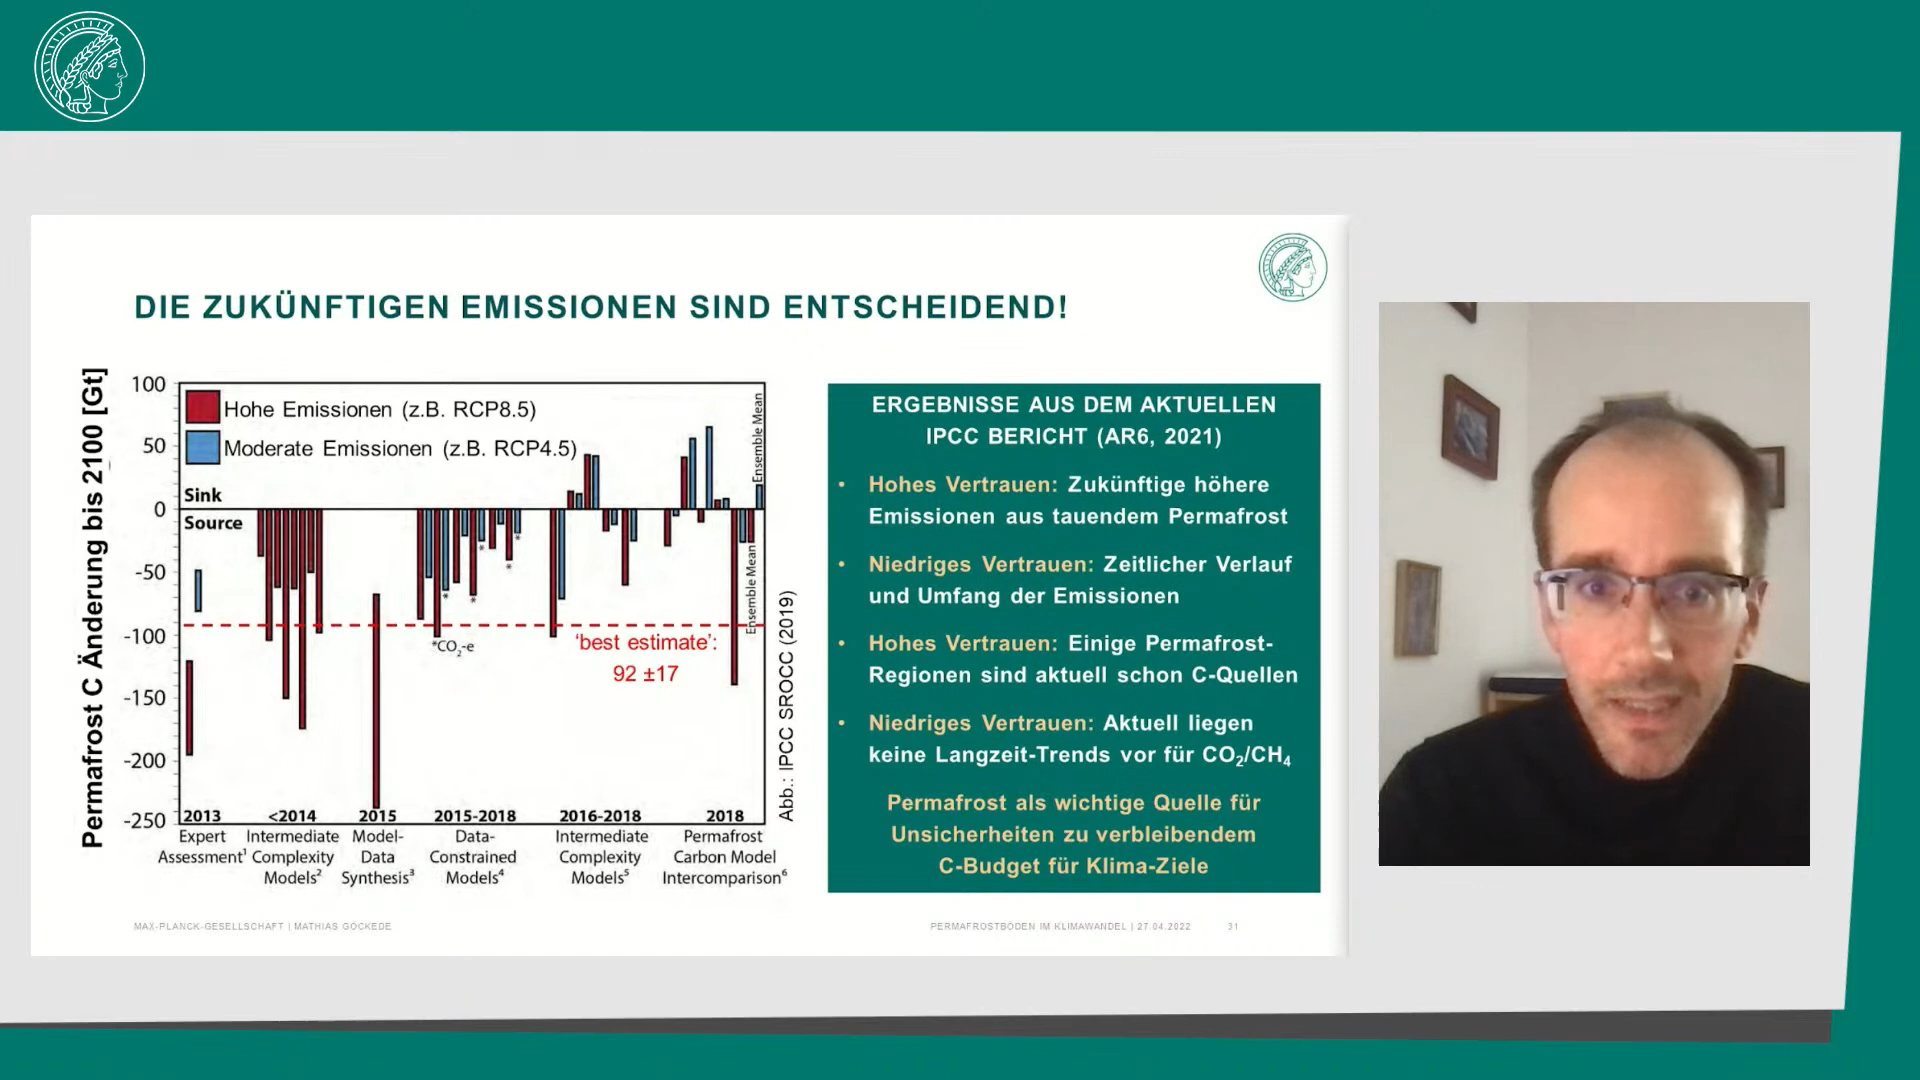 DIE ZUKÜNFTIGEN EMISSIONEN SIND ENTSCHEIDEND!
Permafrost C Änderung bis 2100 [Gt]
100
50
0
-50
-100
-150
-200
-250
Hohe Emissionen (z.B. RCP8.5)
Moderate Emissionen (z.B. RCP4.5)
Sink
Source
*
*
*
*
*CO₂-e
Ensemble Mean
Ensemble Mean
'best estimate':
92 ±17
2013
Expert
Assessment¹
<2014
Intermediate
Complexity
Models²
2015
Model-
Data
Synthesis³
2015-2018
Data-
Constrained
Models⁴
2016-2018
Intermediate
Complexity
Models⁵
2018
Permafrost
Carbon Model
Intercomparison⁶
Abb.: IPCC SROCC (2019)
ERGEBNISSE AUS DEM AKTUELLEN
IPCC BERICHT (AR6, 2021)
• Hohes Vertrauen: Zukünftige höhere
Emissionen aus tauendem Permafrost
• Niedriges Vertrauen: Zeitlicher Verlauf
und Umfang der Emissionen
• Hohes Vertrauen: Einige Permafrost-
Regionen sind aktuell schon C-Quellen
• Niedriges Vertrauen: Aktuell liegen
keine Langzeit-Trends vor für CO₂/CH₄
Permafrost als wichtige Quelle für
Unsicherheiten zu verbleibendem
C-Budget für Klima-Ziele
MAX-PLANCK-GESELLSCHAFT | MATHIAS GÖCKEDE
PERMAFROSTBÖDEN IM KLIMAWANDEL | 27.04.2022
31